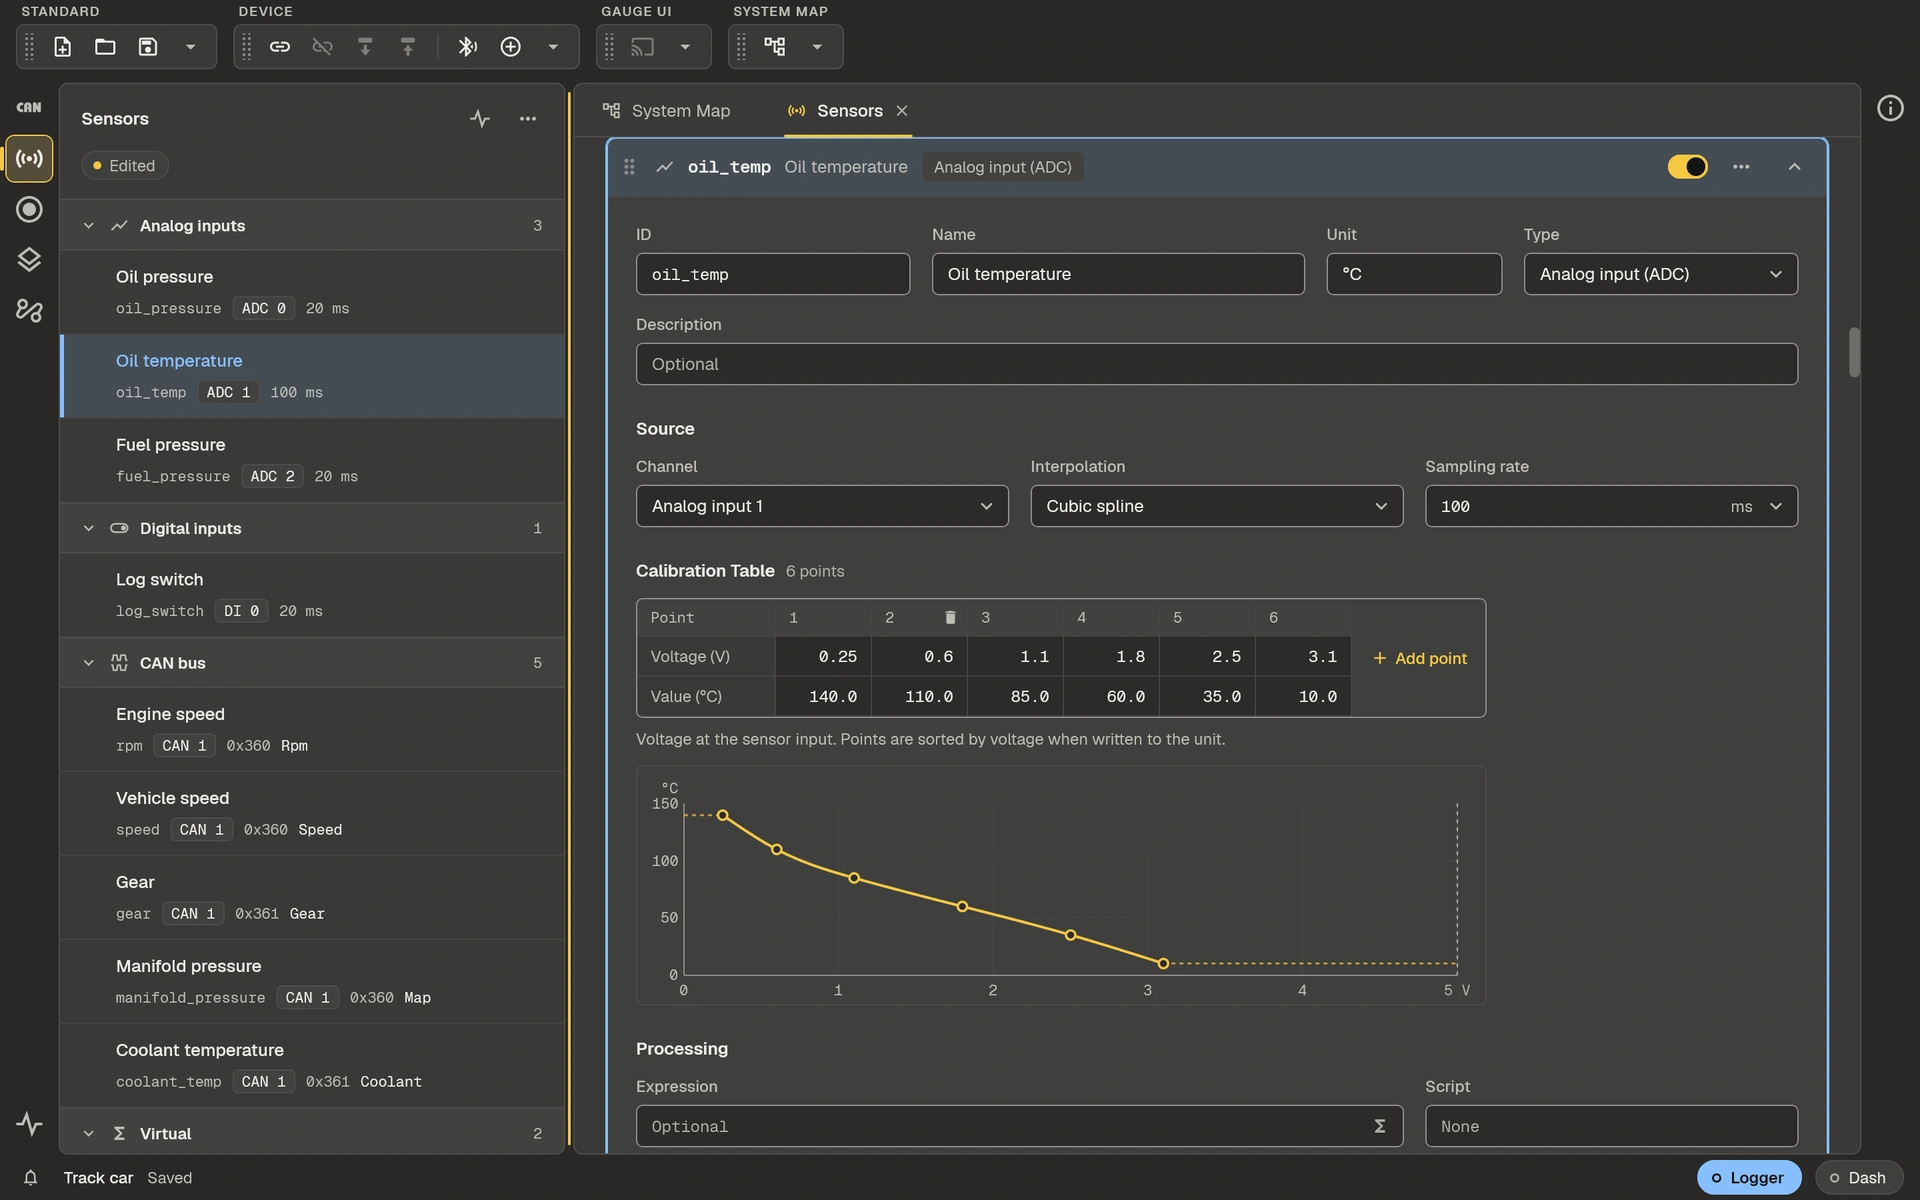 STANDARD DEVICE GAUGE UI SYSTEM MAP
CAN
Sensors
Edited
Analog inputs 3
Oil pressure
oil_pressure ADC 0 20 ms
Oil temperature
oil_temp ADC 1 100 ms
Fuel pressure
fuel_pressure ADC 2 20 ms
Digital inputs 1
Log switch
log_switch DI 0 20 ms
CAN bus 5
Engine speed
rpm CAN 1 0x360 Rpm
Vehicle speed
speed CAN 1 0x360 Speed
Gear
gear CAN 1 0x361 Gear
Manifold pressure
manifold_pressure CAN 1 0x360 Map
Coolant temperature
coolant_temp CAN 1 0x361 Coolant
Virtual 2
System Map Sensors
oil_temp Oil temperature Analog input (ADC)
ID Name Unit Type
oil_temp Oil temperature °C Analog input (ADC)
Description
Optional
Source
Channel Interpolation Sampling rate
Analog input 1 Cubic spline 100 ms
Calibration Table 6 points
Point 1 2 3 4 5 6
Voltage (V) 0.25 0.6 1.1 1.8 2.5 3.1
Value (°C) 140.0 110.0 85.0 60.0 35.0 10.0
+ Add point
Voltage at the sensor input. Points are sorted by voltage when written to the unit.
°C
150
100
50
0
0 1 2 3 4 5 V
Processing
Expression Script
Optional Σ None
Track car Saved Logger Dash